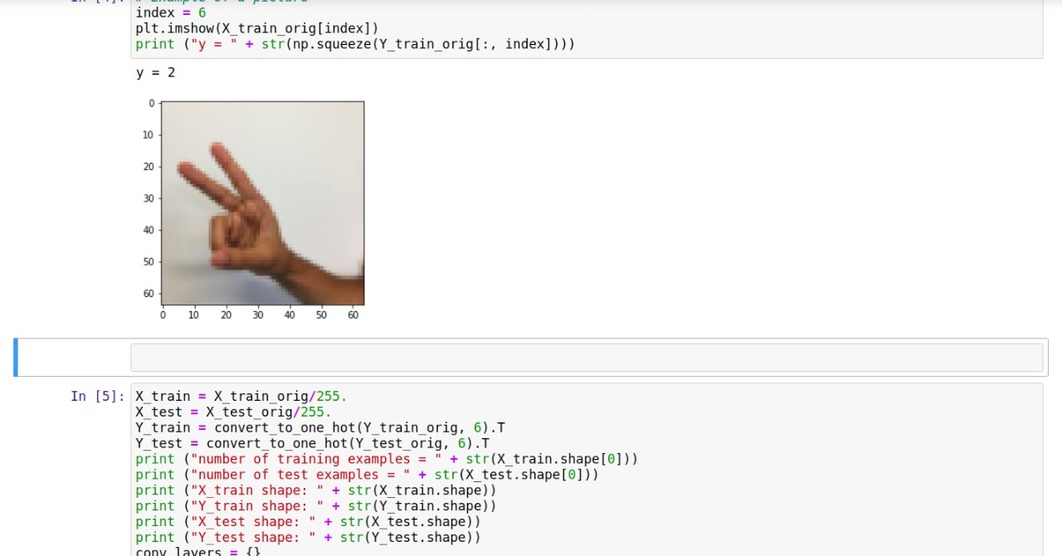 index = 6
plt.imshow(X_train_orig[index])
print ("y = " + str(np.squeeze(Y_train_orig[:, index])))
y = 2
0
10
20
30
40
50
60
0 10 20 30 40 50 60
In [5]: X_train = X_train_orig/255.
X_test = X_test_orig/255.
Y_train = convert_to_one_hot(Y_train_orig, 6).T
Y_test = convert_to_one_hot(Y_test_orig, 6).T
print ("number of training examples = " + str(X_train.shape[0]))
print ("number of test examples = " + str(X_test.shape[0]))
print ("X_train shape: " + str(X_train.shape))
print ("Y_train shape: " + str(Y_train.shape))
print ("X_test shape: " + str(X_test.shape))
print ("Y_test shape: " + str(Y_test.shape))
conv_layers = {}